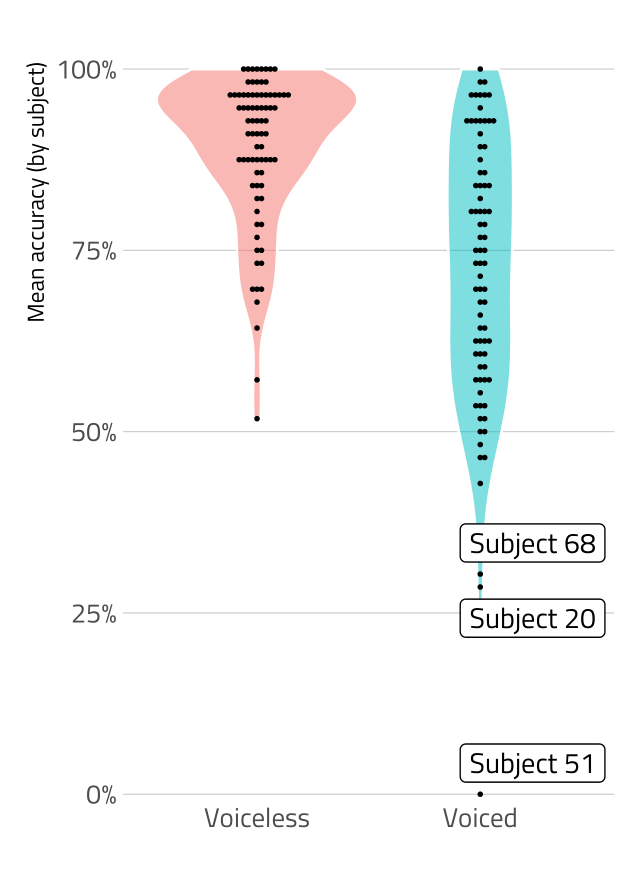 Mean accuracy (by subject)
100%
75%
50%
25%
0%
Subject 68
Subject 20
Subject 51
Voiceless
Voiced